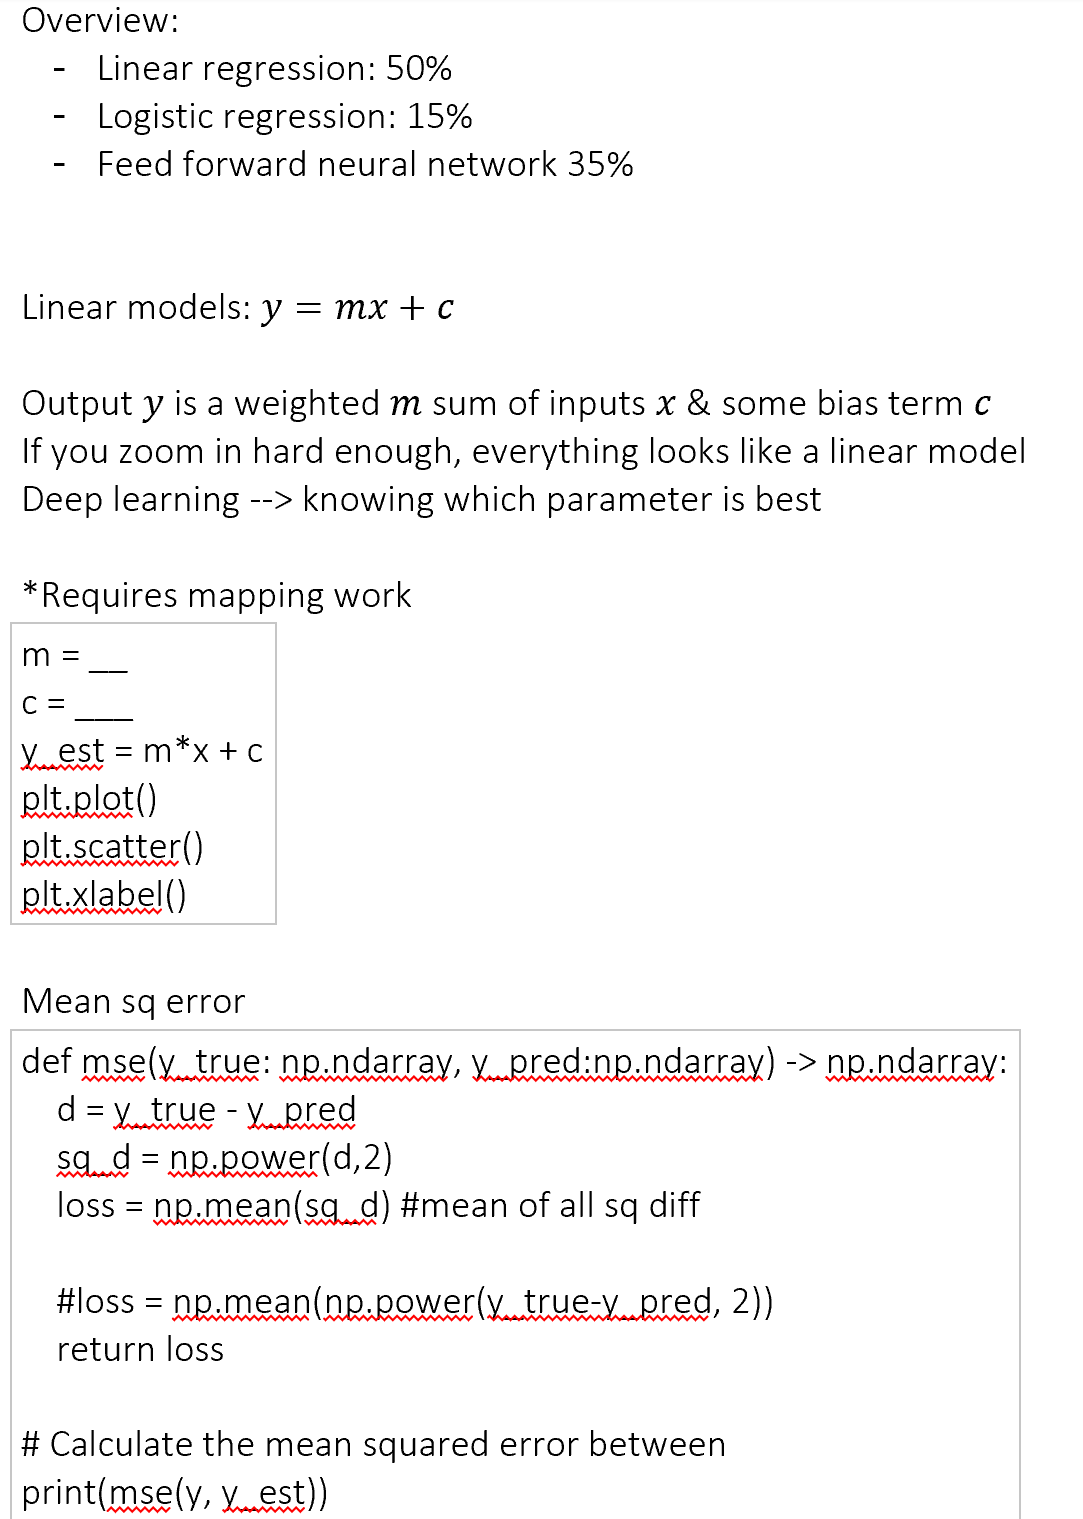 Overview:
- Linear regression: 50%
- Logistic regression: 15%
- Feed forward neural network 35%
Linear models: y = mx + c
Output y is a weighted m sum of inputs x & some bias term c
If you zoom in hard enough, everything looks like a linear model
Deep learning --> knowing which parameter is best
*Requires mapping work
m = __
c = ___
y_est = m*x + c
plt.plot()
plt.scatter()
plt.xlabel()
Mean sq error
def mse(y_true: np.ndarray, y_pred:np.ndarray) -> np.ndarray:
d = y_true - y_pred
sq_d = np.power(d,2)
loss = np.mean(sq_d) #mean of all sq diff
#loss = np.mean(np.power(y_true-y_pred, 2))
return loss
# Calculate the mean squared error between
print(mse(y, y_est))